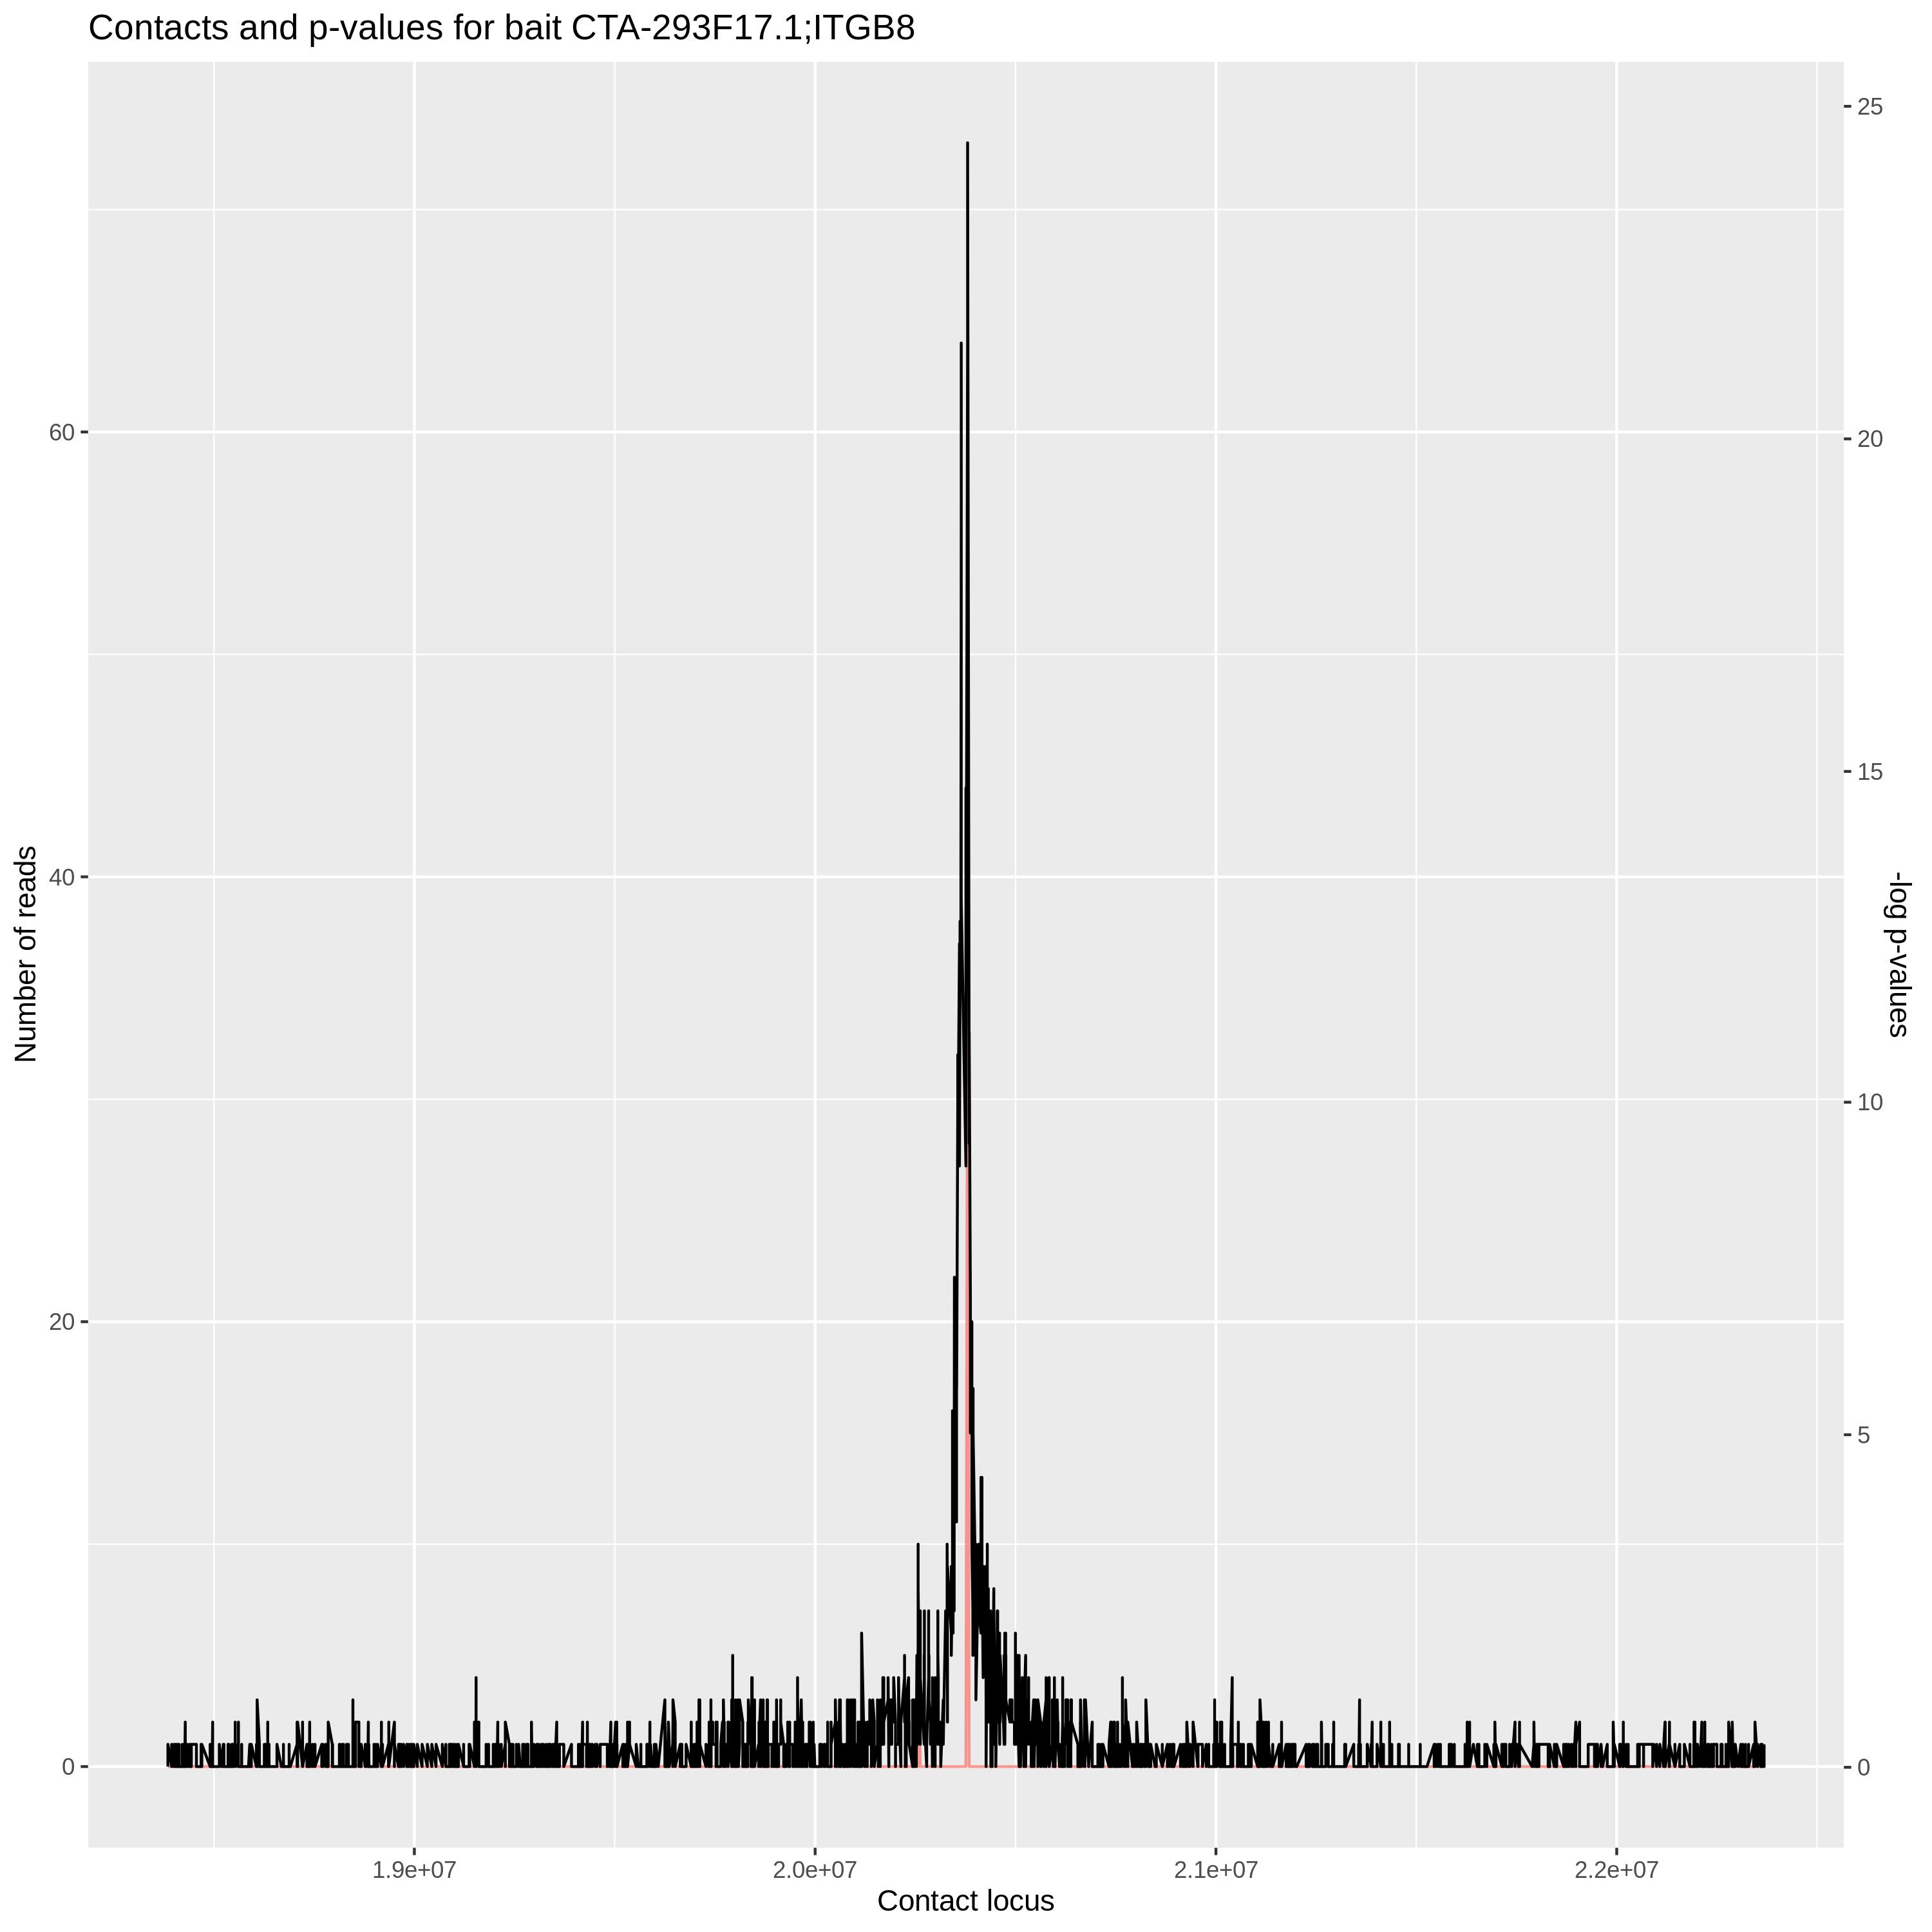 Contacts and p-values for bait CTA-293F17.1;ITGB8
Number of reads
60
40
20
0
25
20
15
10
5
0
-log p-values
1.9e+07
2.0e+07
2.1e+07
2.2e+07
Contact locus